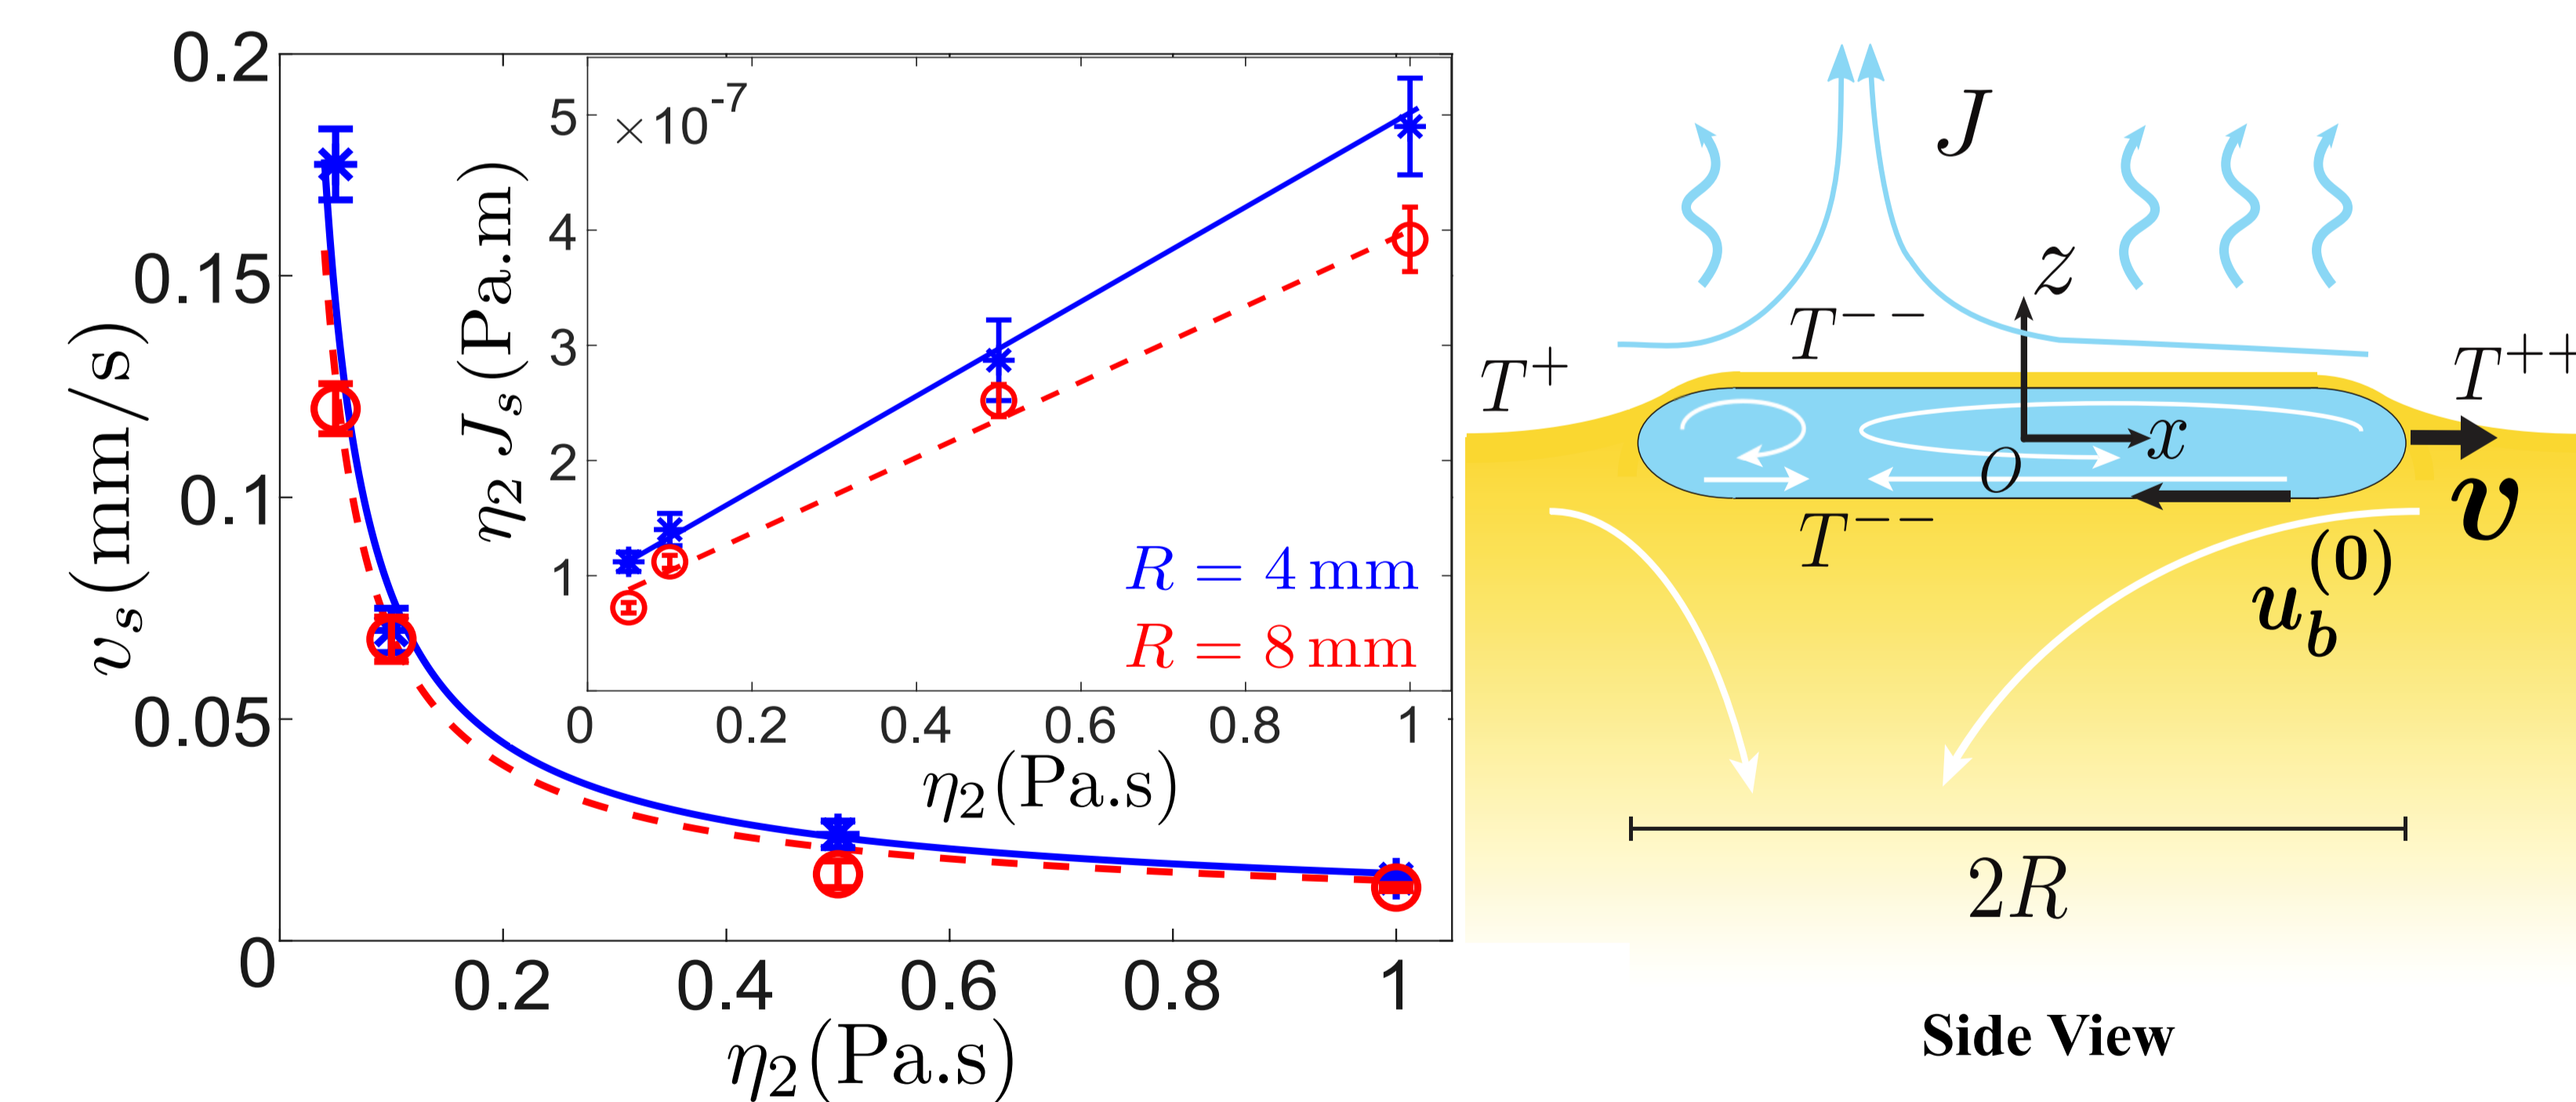 0.2
0.15
0.1
0.05
0
v_s (mm/s)
0.2
0.4
0.6
0.8
1
η₂(Pa.s)
×10⁻⁷
5
4
3
2
1
η₂ J_s (Pa.m)
R = 4 mm
R = 8 mm
0
0.2
0.4
0.6
0.8
1
η₂(Pa.s)
J
z
T⁻⁻
T⁺
T⁺⁺
x
O
v
T⁻⁻
u_b^(0)
2R
Side View